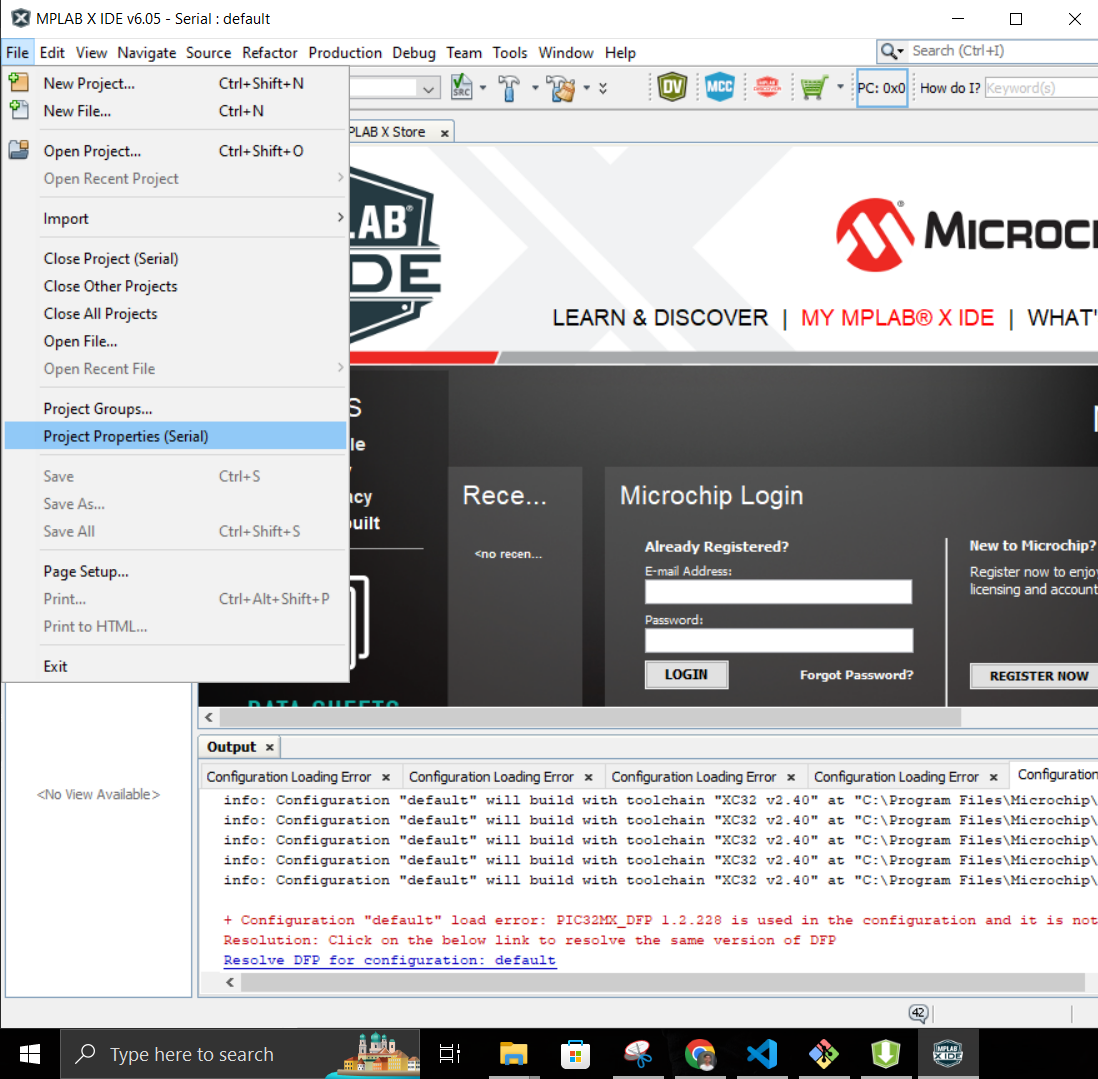 MPLAB X IDE v6.05 - Serial : default
File Edit View Navigate Source Refactor Production Debug Team Tools Window Help
Search (Ctrl+I)
SRC
DV
MCC
PC: 0x0
How do I?
Keyword(s)
New Project... Ctrl+Shift+N
New File... Ctrl+N
Open Project... Ctrl+Shift+O
Open Recent Project
Import
Close Project (Serial)
Close Other Projects
Close All Projects
Open File...
Open Recent File
Project Groups...
Project Properties (Serial)
Save Ctrl+S
Save As...
Save All Ctrl+Shift+S
Page Setup...
Print... Ctrl+Alt+Shift+P
Print to HTML...
Exit
PLAB X Store
LAB®
IDE
MICROCI
LEARN & DISCOVER | MY MPLAB® X IDE | WHAT'
S
le
acy
uilt
Rece...
<no recen...
Microchip Login
Already Registered?
E-mail Address:
Password:
LOGIN
Forgot Password?
New to Microchip?
Register now to enjoy
licensing and account
REGISTER NOW
DATA SHEETS
<No View Available>
Output
Configuration Loading Error Configuration Loading Error Configuration Loading Error Configuration Loading Error Configuration
info: Configuration "default" will build with toolchain "XC32 v2.40" at "C:\Program Files\Microchip\
info: Configuration "default" will build with toolchain "XC32 v2.40" at "C:\Program Files\Microchip\
info: Configuration "default" will build with toolchain "XC32 v2.40" at "C:\Program Files\Microchip\
info: Configuration "default" will build with toolchain "XC32 v2.40" at "C:\Program Files\Microchip\
info: Configuration "default" will build with toolchain "XC32 v2.40" at "C:\Program Files\Microchip\
+ Configuration "default" load error: PIC32MX_DFP 1.2.228 is used in the configuration and it is not
Resolution: Click on the below link to resolve the same version of DFP
Resolve DFP for configuration: default
42
Type here to search
MPLAB
X IDE